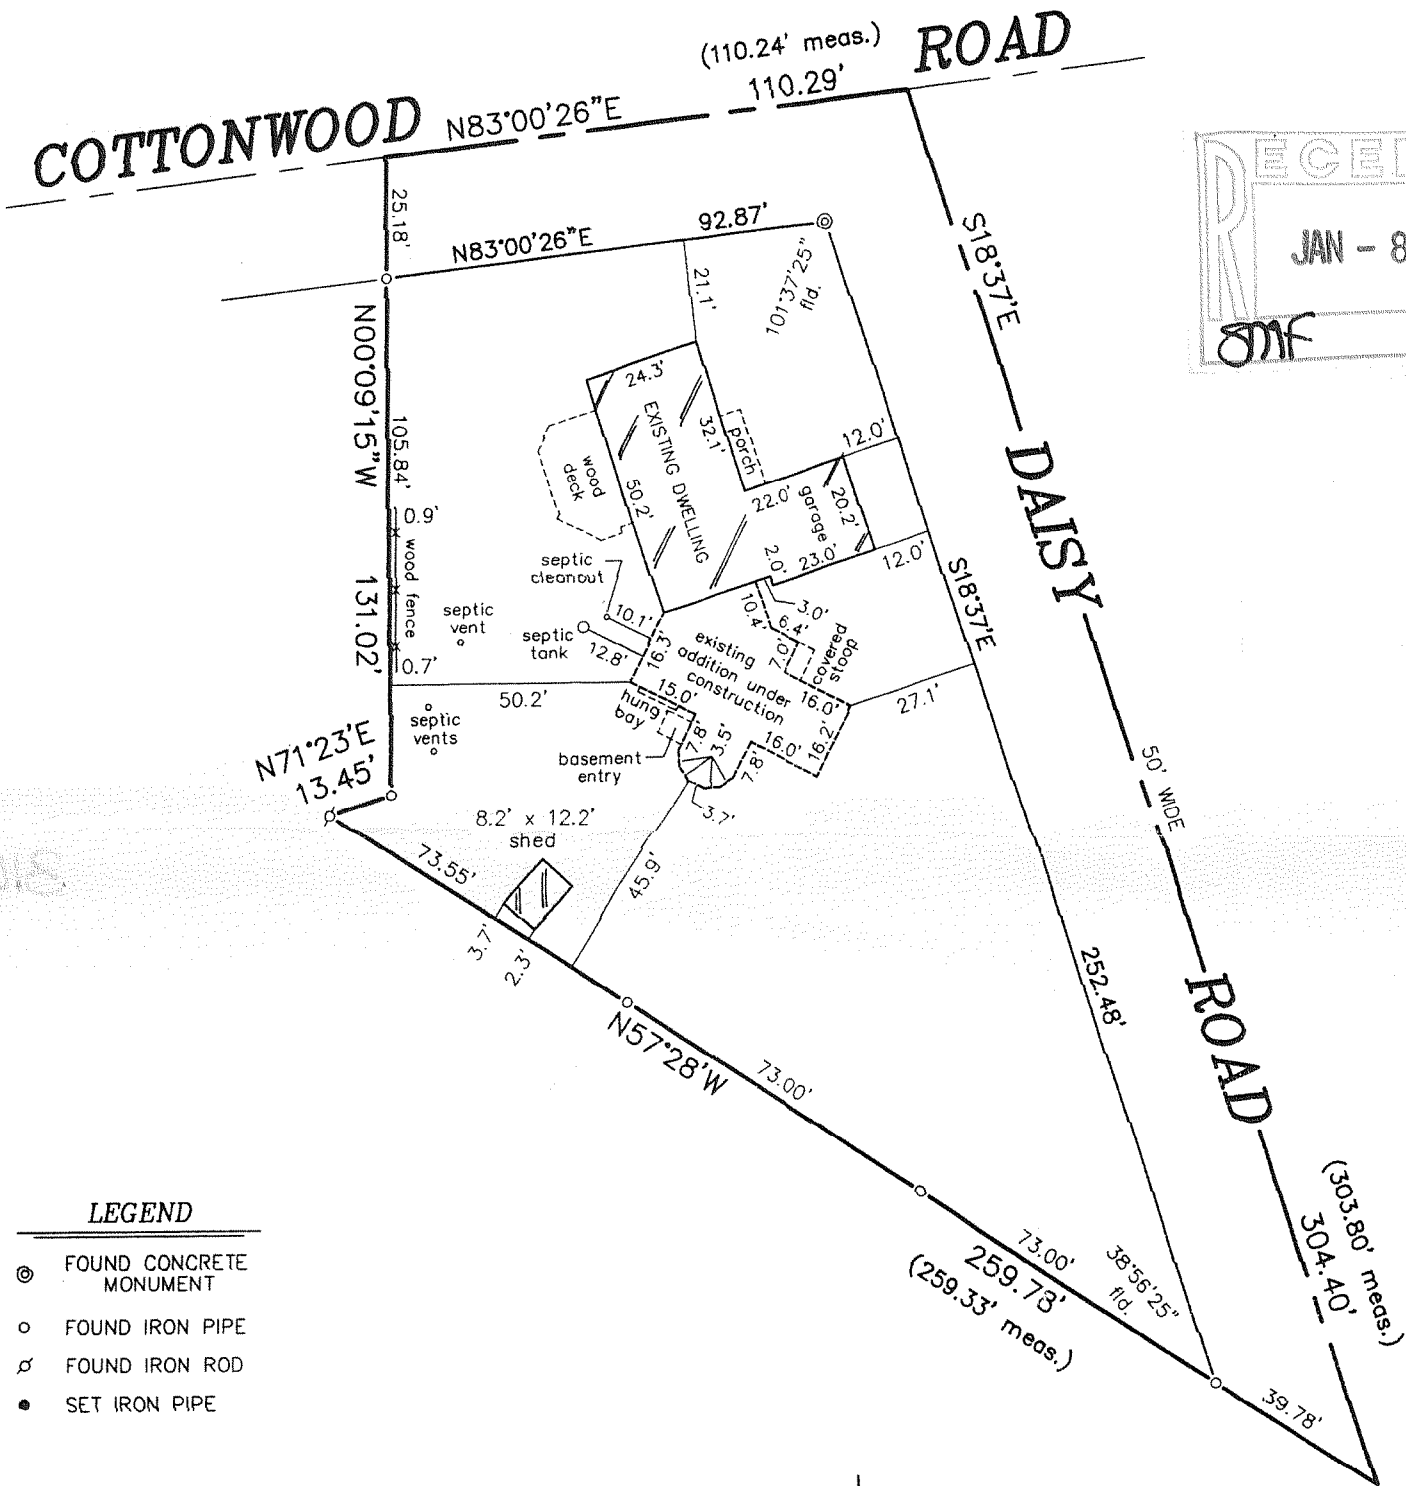 (110.24' meas.)
110.29'
COTTONWOOD ROAD
N83°00'26"E
25.18'
N83°00'26"E
92.87'
101°37'25"
fld.
S18°37'E
JAN - 8
SMF
21.1'
N00°09'15"W
105.84'
131.02'
24.3'
EXISTING DWELLING
32.1'
porch
12.0'
wood
deck
50.2'
22.0'
garage
20.2'
DAISY ROAD
0.9'
wood fence
0.7'
septic
cleanout
2.0'
23.0'
12.0'
S18°37'E
septic
vent
septic
tank
10.1'
12.8'
16.3'
10.4'
3.0'
6.4'
7.0'
covered
stoop
existing
addition under
construction
50.2'
15.0'
16.0'
27.1'
septic
vents
hung
bay
7.8'
3.5'
16.0'
16.2'
7.8'
basement
entry
3.7'
N71°23'E
13.45'
50' WIDE
8.2' x 12.2'
shed
73.55'
45.9'
3.7'
2.3'
252.48'
N57°28'W
73.00'
73.00'
259.78'
(259.33' meas.)
38°56'25"
fld.
(303.80' meas.)
304.40'
39.78'
LEGEND
FOUND CONCRETE
MONUMENT
FOUND IRON PIPE
FOUND IRON ROD
SET IRON PIPE